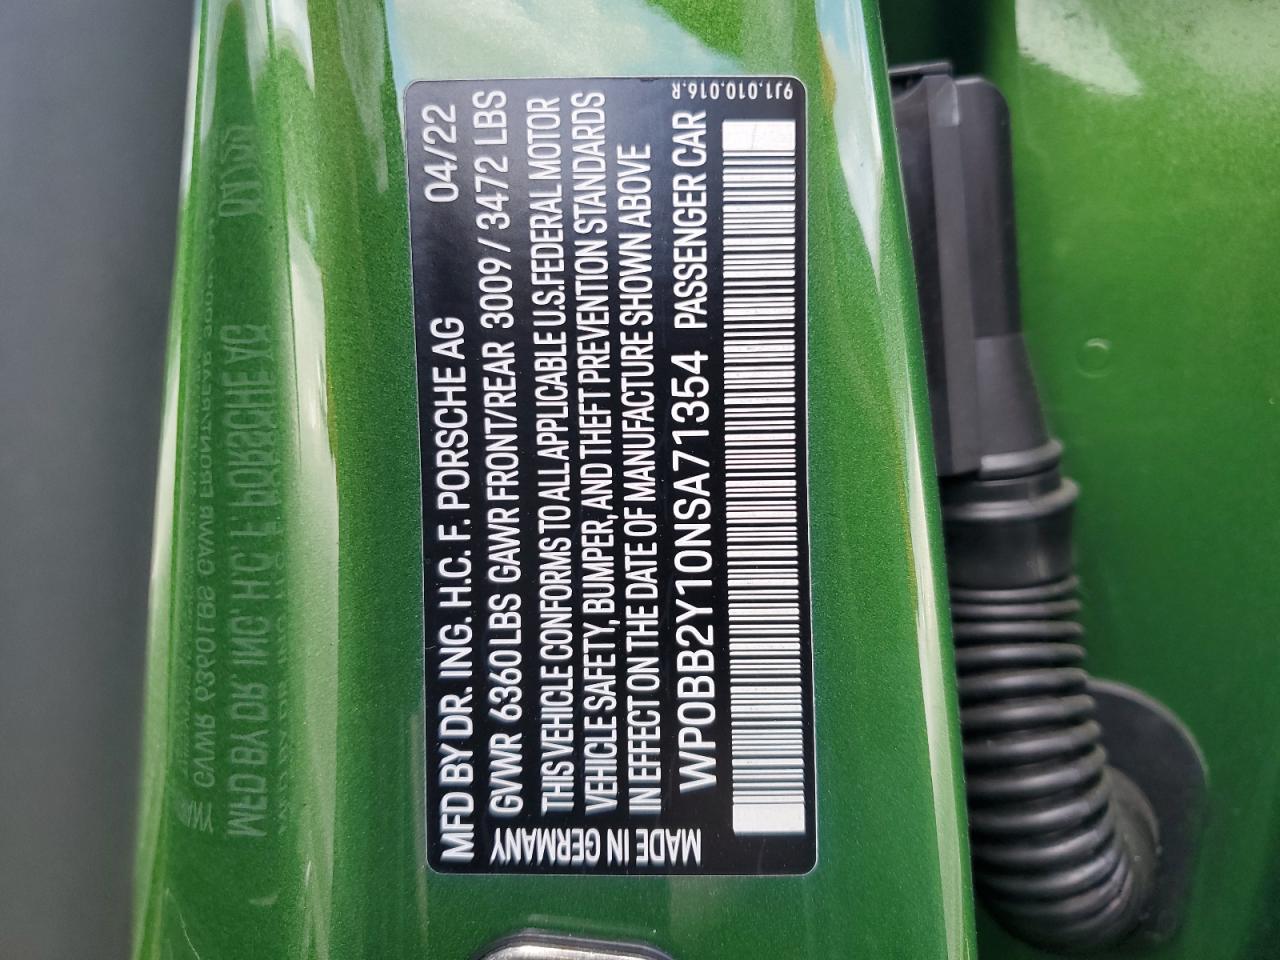 MFD BY DR. ING. H.C. F. PORSCHE AG 04/22
GVWR 6360 LBS GAWR FRONT/REAR 3009 / 3472 LBS
THIS VEHICLE CONFORMS TO ALL APPLICABLE U.S. FEDERAL MOTOR
VEHICLE SAFETY, BUMPER, AND THEFT PREVENTION STANDARDS
IN EFFECT ON THE DATE OF MANUFACTURE SHOWN ABOVE
WP0BB2Y10NSA71354 PASSENGER CAR
MADE IN GERMANY
9J1.010.016.R